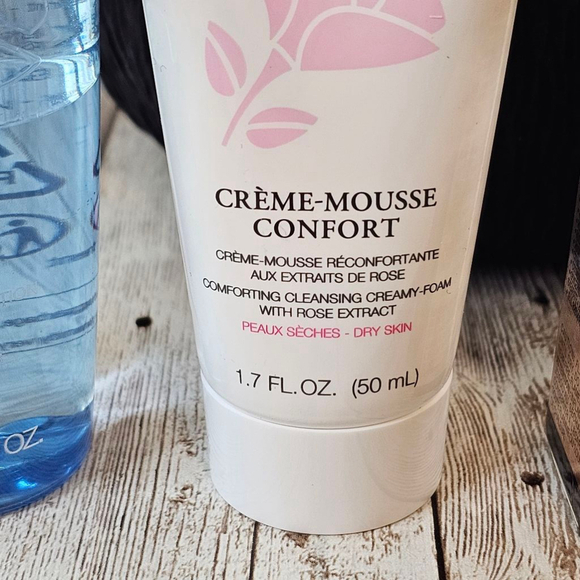 CRÈME-MOUSSE
CONFORT
CRÈME-MOUSSE RÉCONFORTANTE
AUX EXTRAITS DE ROSE
COMFORTING CLEANSING CREAMY-FOAM
WITH ROSE EXTRACT
PEAUX SÈCHES - DRY SKIN
1.7 FL.OZ. (50 mL)
OZ.